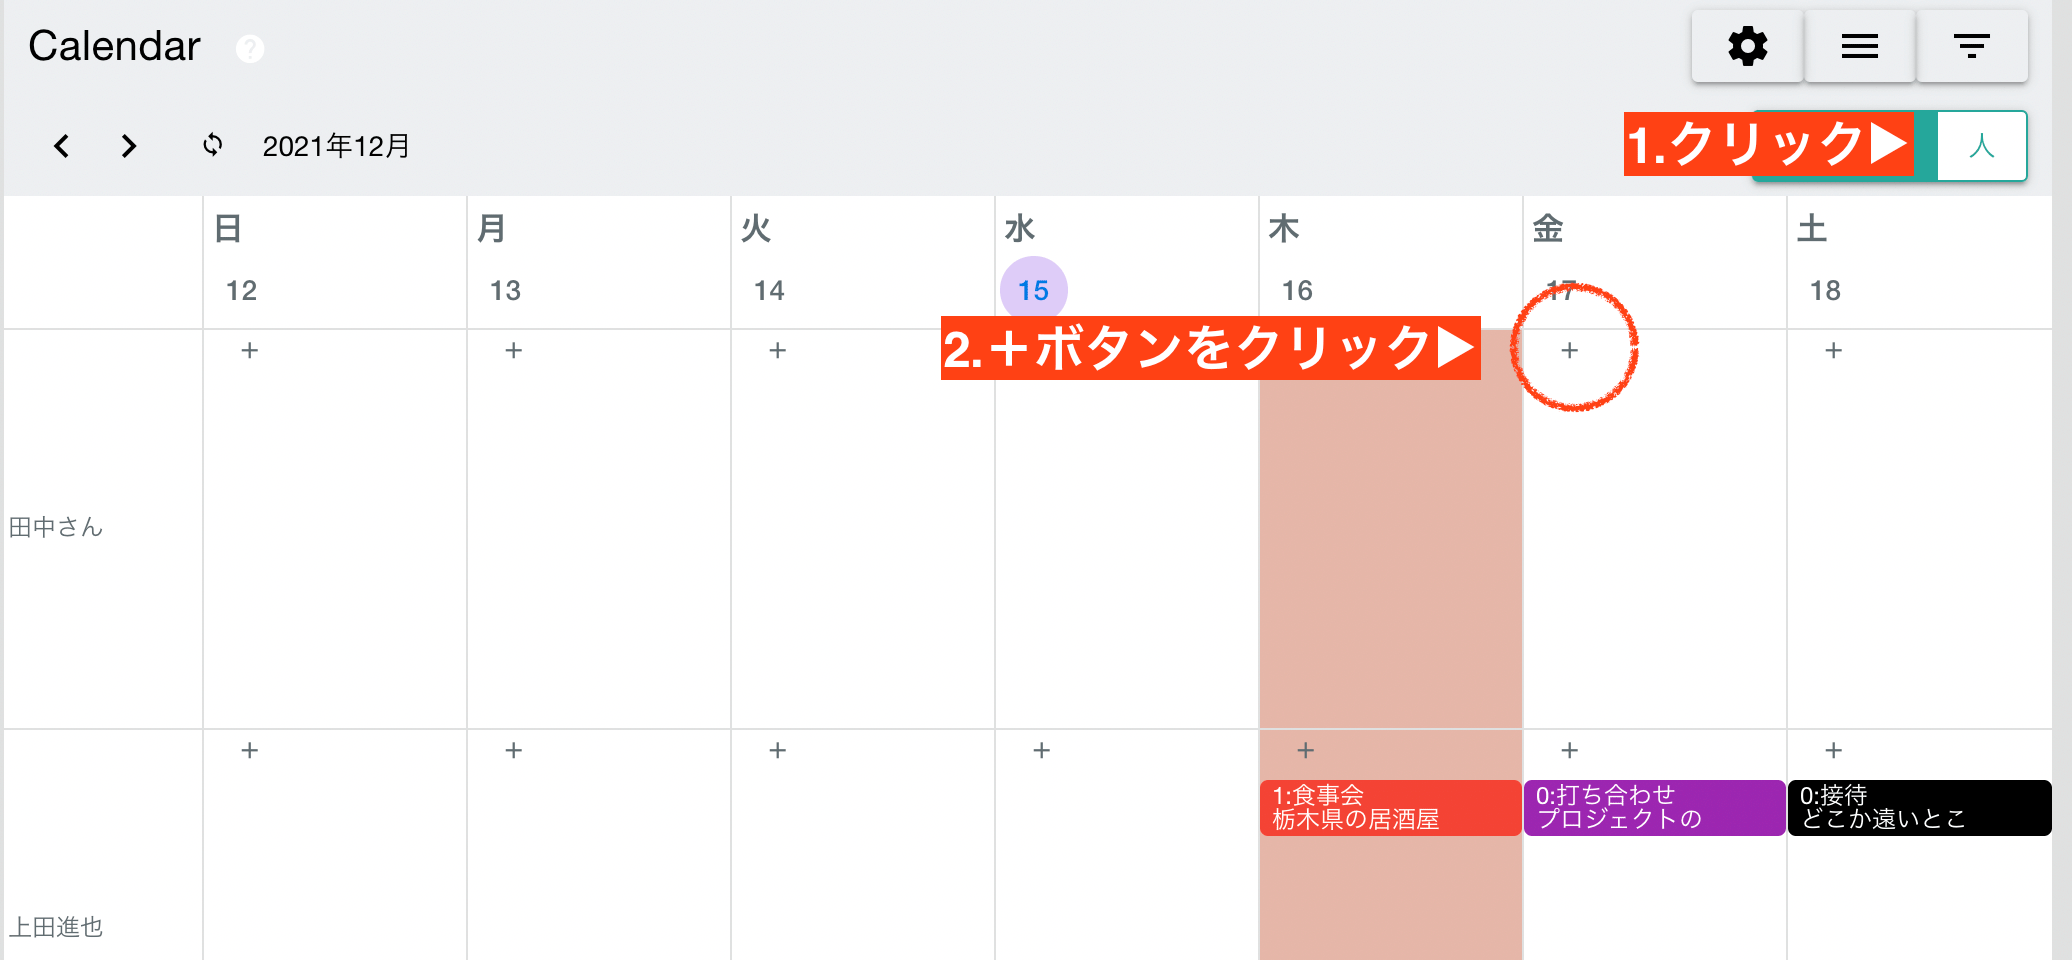 Calendar ?
2021年12月
1.クリック▶
人
日 月 火 水 木 金 土
12 13 14 15 16 17 18
2.＋ボタンをクリック▶
+ + + + +
田中さん
+ + + + + + +
1:食事会
栃木県の居酒屋
0:打ち合わせ
プロジェクトの
0:接待
どこか遠いとこ
上田進也